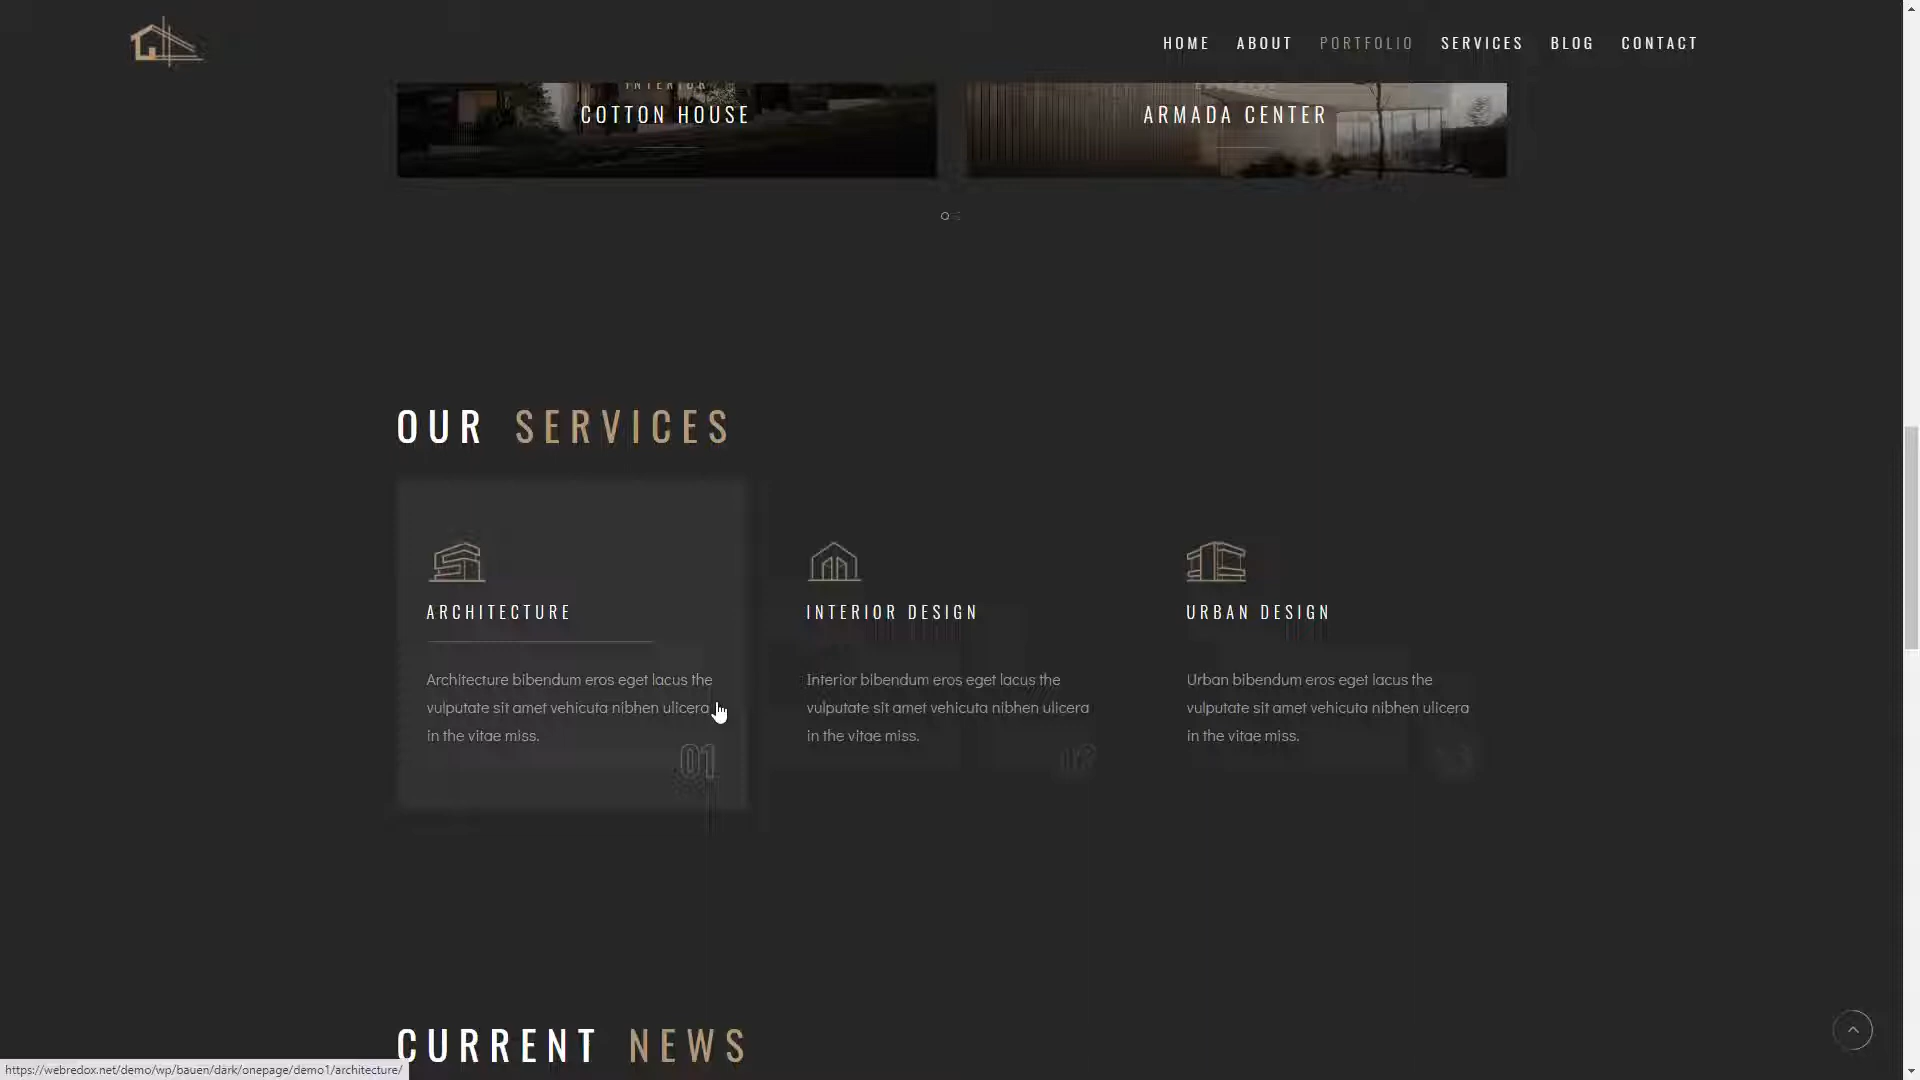 HOME ABOUT PORTFOLIO SERVICES BLOG CONTACT
INTERIOR
COTTON HOUSE
ARMADA CENTER
OUR SERVICES
ARCHITECTURE
Architecture bibendum eros eget lacus the
vulputate sit amet vehicuta nibhen ulicera
in the vitae miss.
01
INTERIOR DESIGN
Interior bibendum eros eget lacus the
vulputate sit amet vehicuta nibhen ulicera
in the vitae miss.
URBAN DESIGN
Urban bibendum eros eget lacus the
vulputate sit amet vehicuta nibhen ulicera
in the vitae miss.
CURRENT NEWS
https://webredox.net/demo/wp/bauen/dark/onepage/demo1/architecture/